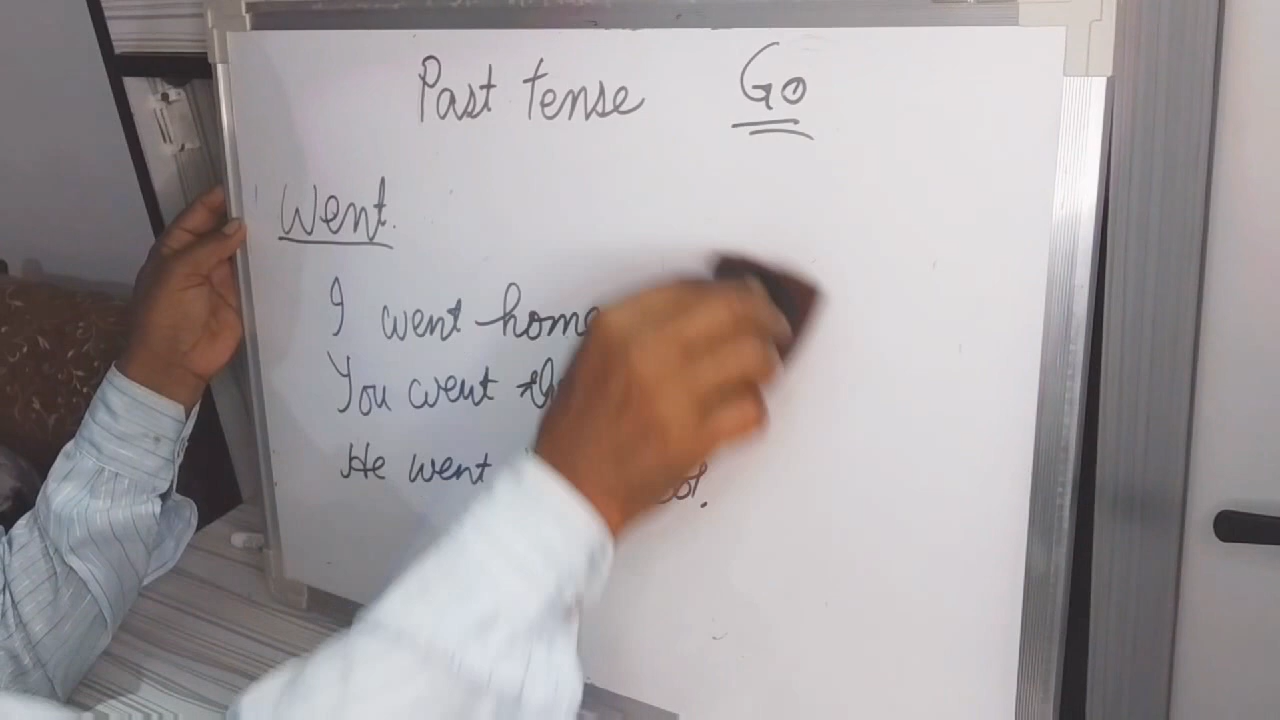 Past tense Go
Went.
I went home
You went
He went